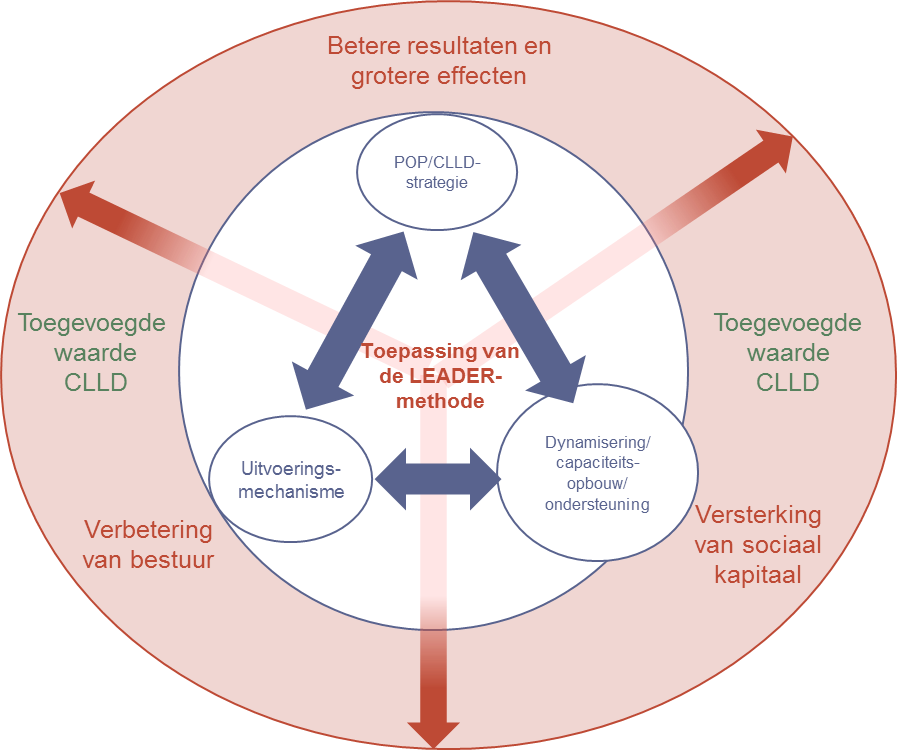 Betere resultaten en
grotere effecten
POP/CLLD-
strategie
Toegevoegde
waarde
CLLD
Toegevoegde
waarde
CLLD
Toepassing van
de LEADER-
methode
Uitvoerings-
mechanisme
Dynamisering/
capaciteits-
opbouw/
ondersteuning
Verbetering
van bestuur
Versterking
van sociaal
kapitaal